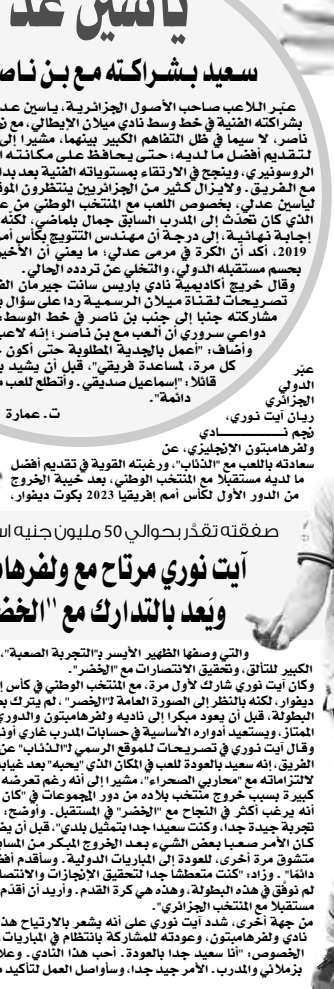 ياسين عد
سعيد بشراكته مع بن ناص
عبّر اللاعب صاحب الأصول الجزائرية، ياسين عد
بشراكته الفنية في خط وسط نادي ميلان الإيطالي، مع
ناصر، لا سيما في ظل التفاهم الكبير بينهما، مشيرا إلى
لتقديم أفضل ما لديه؛ حتى يحافظ على مكانته
الروسونيري، وينجح في الارتقاء بمستوياته الفنية بعد بدا
مع الفريق. ولايزال كثير من الجزائريين ينتظرون
لياسين عدلي، بخصوص اللعب مع المنتخب الوطني من
الذي كان تحدّث إلى المدرب السابق جمال بلماضي، لكنه
إجابة نهائية، إلى درجة أن مهندس التتويج بكأس
2019، أكد أن الكرة في مرمى عدلي؛ ما يعني أن الأخير
بحسم مستقبله الدولي، والتخلي عن تردده الحالي.
وقال خريج أكاديمية نادي باريس سانت جيرمان
تصريحات لقناة ميلان الرسمية ردا على سؤال
مشاركته جنبا إلى جنب بن ناصر في خط الوسط:
دواعي سروري أن ألعب مع بن ناصر؛ إنه لاعب
وأضاف: "أعمل بالجدية المطلوبة حتى أكون
كل مرة، لمساعدة فريقي"، قبل أن يشيد
قائلا: "إسماعيل صديقي. وأتطلع للعب
دائمة".
ت. عمارة
عبّر
الدولي
الجزائري
ريان آيت نوري،
نجم نادي
ولفرهامبتون الإنجليزي، عن
سعادته باللعب مع "الذئاب". ورغبته القوية في تقديم أفضل
ما لديه مستقبلا مع المنتخب الوطني، بعد خيبة الخروج
من الدور الأول لكأس أمم إفريقيا 2023 بكوت ديفوار،
صفقته تقدَّر بحوالي 50 مليون جنيه
آيت نوري مرتاح مع ولفرها
ويَعد بالتدارك مع "الخض
والتي وصفها الظهير الأيسر بـ"التجربة الصعبة"،
الكبير للتألق، وتحقيق الانتصارات مع "الخضر".
وكان آيت نوري شارك لأول مرة، مع المنتخب الوطني في كأس
ديفوار، لكنه بالنظر إلى الصورة العامة لـ"الخضر". لم يترك
البطولة، قبل أن يعود مبكرا إلى ناديه ولفرهامبتون والدوري
الممتاز، ويستعيد أدواره الأساسية في حسابات المدرب غاري
وقال آيت نوري في تصريحات للموقع الرسمي لـ"الذئاب" عن
الفريق، إنه سعيد بالعودة للعب في المكان الذي "يحبه" بعد
لالتزاماته مع "محاربي الصحراء"، مشيرا إلى أنه رغم تعرضه
كبيرة بسبب خروج منتخب بلاده من دور المجموعات في "كان
أنه يرغب أكثر في النجاح مع "الخضر" في المستقبل. وأوضح:
تجربة جيدة جدا، وكنت سعيدا جدا بتمثيل بلدي"، قبل أن
كان الأمر صعبا بعض الشيء بعد الخروج المبكر من
متشوق مرة أخرى، للعودة إلى المباريات الدولية. وسأقدم
دائما". وزاد: "كنت متعطشا جدا لتحقيق الإنجازات
لم نوفَّق في هذه البطولة، وهذه هي كرة القدم. وأريد أن أقدم
مستقبلا مع المنتخب الجزائري".
من جهة أخرى، شدد آيت نوري على أنه يشعر بالارتياح
نادي ولفرهامبتون، وعودته للمشاركة بانتظام في المباريات
الخصوص: "أنا سعيد جدا بالعودة. أحب هذا النادي.
بزملائي والمدرب. الأمر جيد جدا، وسأواصل العمل لتأكيد